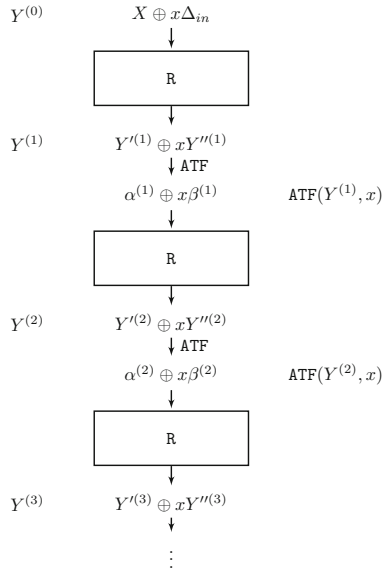 Y^{(0)} X ⊕ xΔ_{in}
R
Y^{(1)} Y'^{(1)} ⊕ xY''^{(1)}
ATF
α^{(1)} ⊕ xβ^{(1)} ATF(Y^{(1)}, x)
R
Y^{(2)} Y'^{(2)} ⊕ xY''^{(2)}
ATF
α^{(2)} ⊕ xβ^{(2)} ATF(Y^{(2)}, x)
R
Y^{(3)} Y'^{(3)} ⊕ xY''^{(3)}
⋮